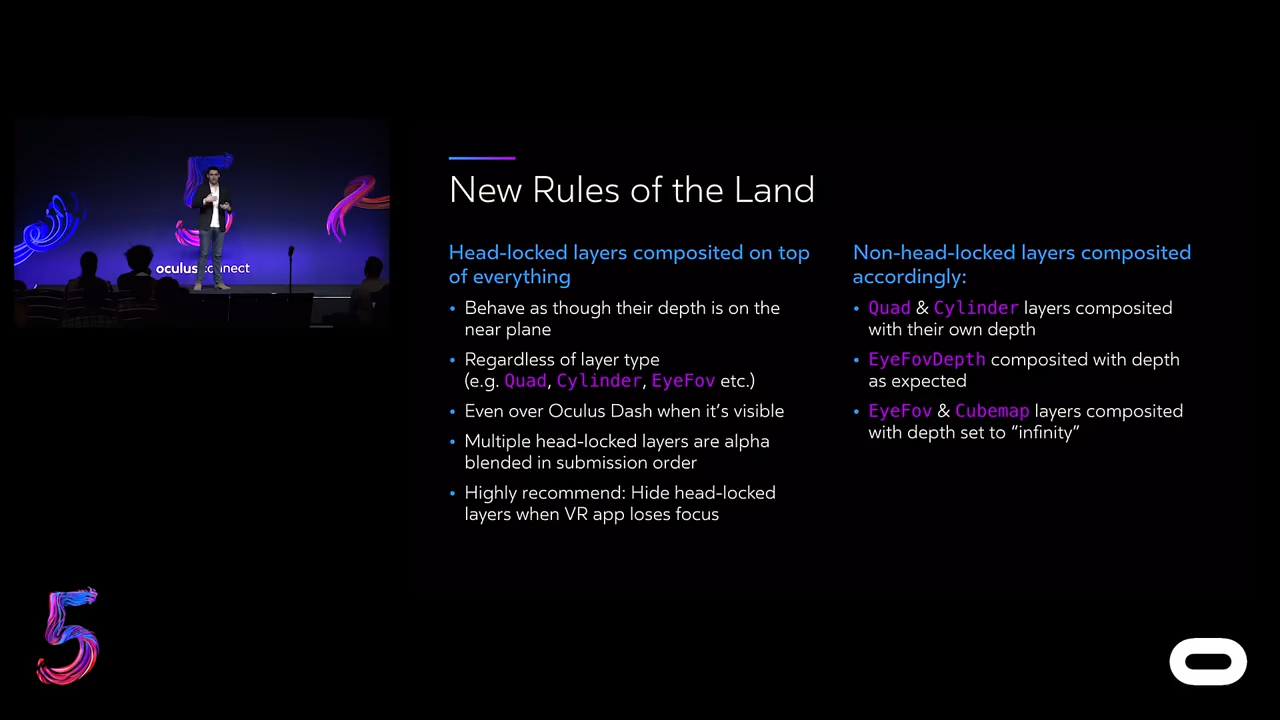 5
oculus connect
New Rules of the Land
Head-locked layers composited on top
of everything
• Behave as though their depth is on the
near plane
• Regardless of layer type
(e.g. Quad, Cylinder, EyeFov etc.)
• Even over Oculus Dash when it's visible
• Multiple head-locked layers are alpha
blended in submission order
• Highly recommend: Hide head-locked
layers when VR app loses focus
Non-head-locked layers composited
accordingly:
• Quad & Cylinder layers composited
with their own depth
• EyeFovDepth composited with depth
as expected
• EyeFov & Cubemap layers composited
with depth set to “infinity”
5